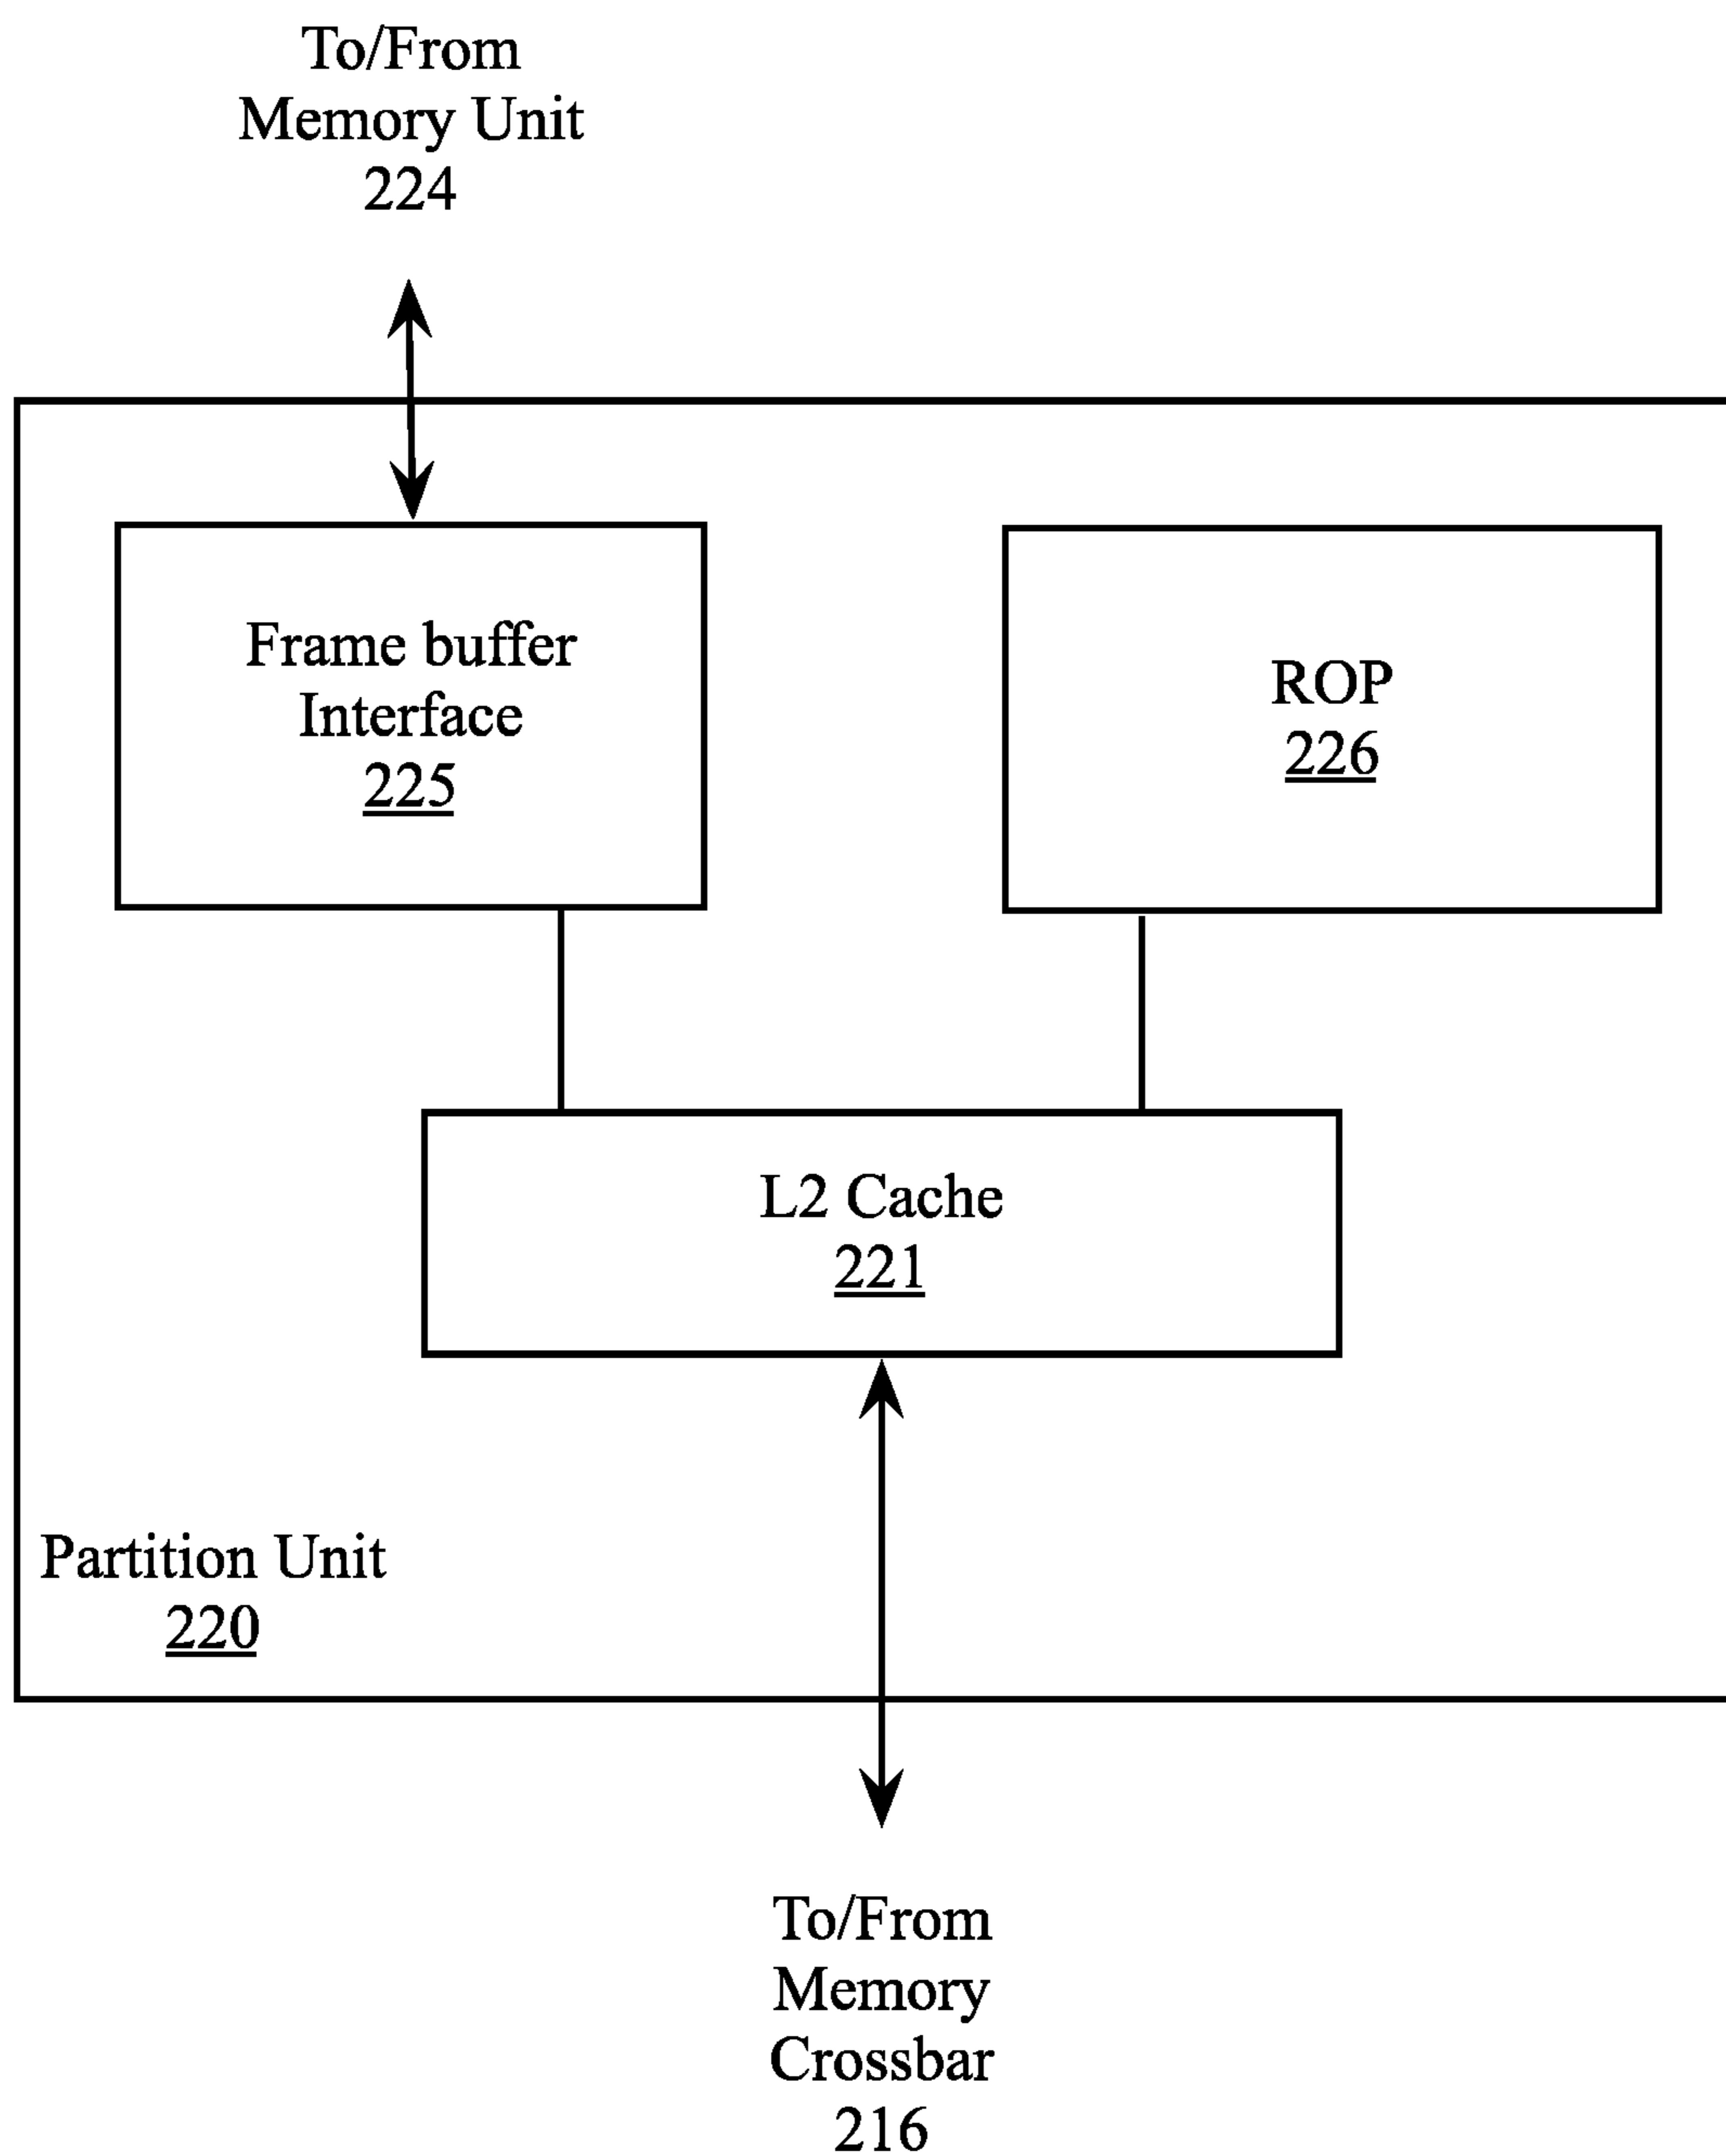 To/From
Memory Unit
224
Frame buffer
Interface
225
ROP
226
L2 Cache
221
Partition Unit
220
To/From
Memory
Crossbar
216